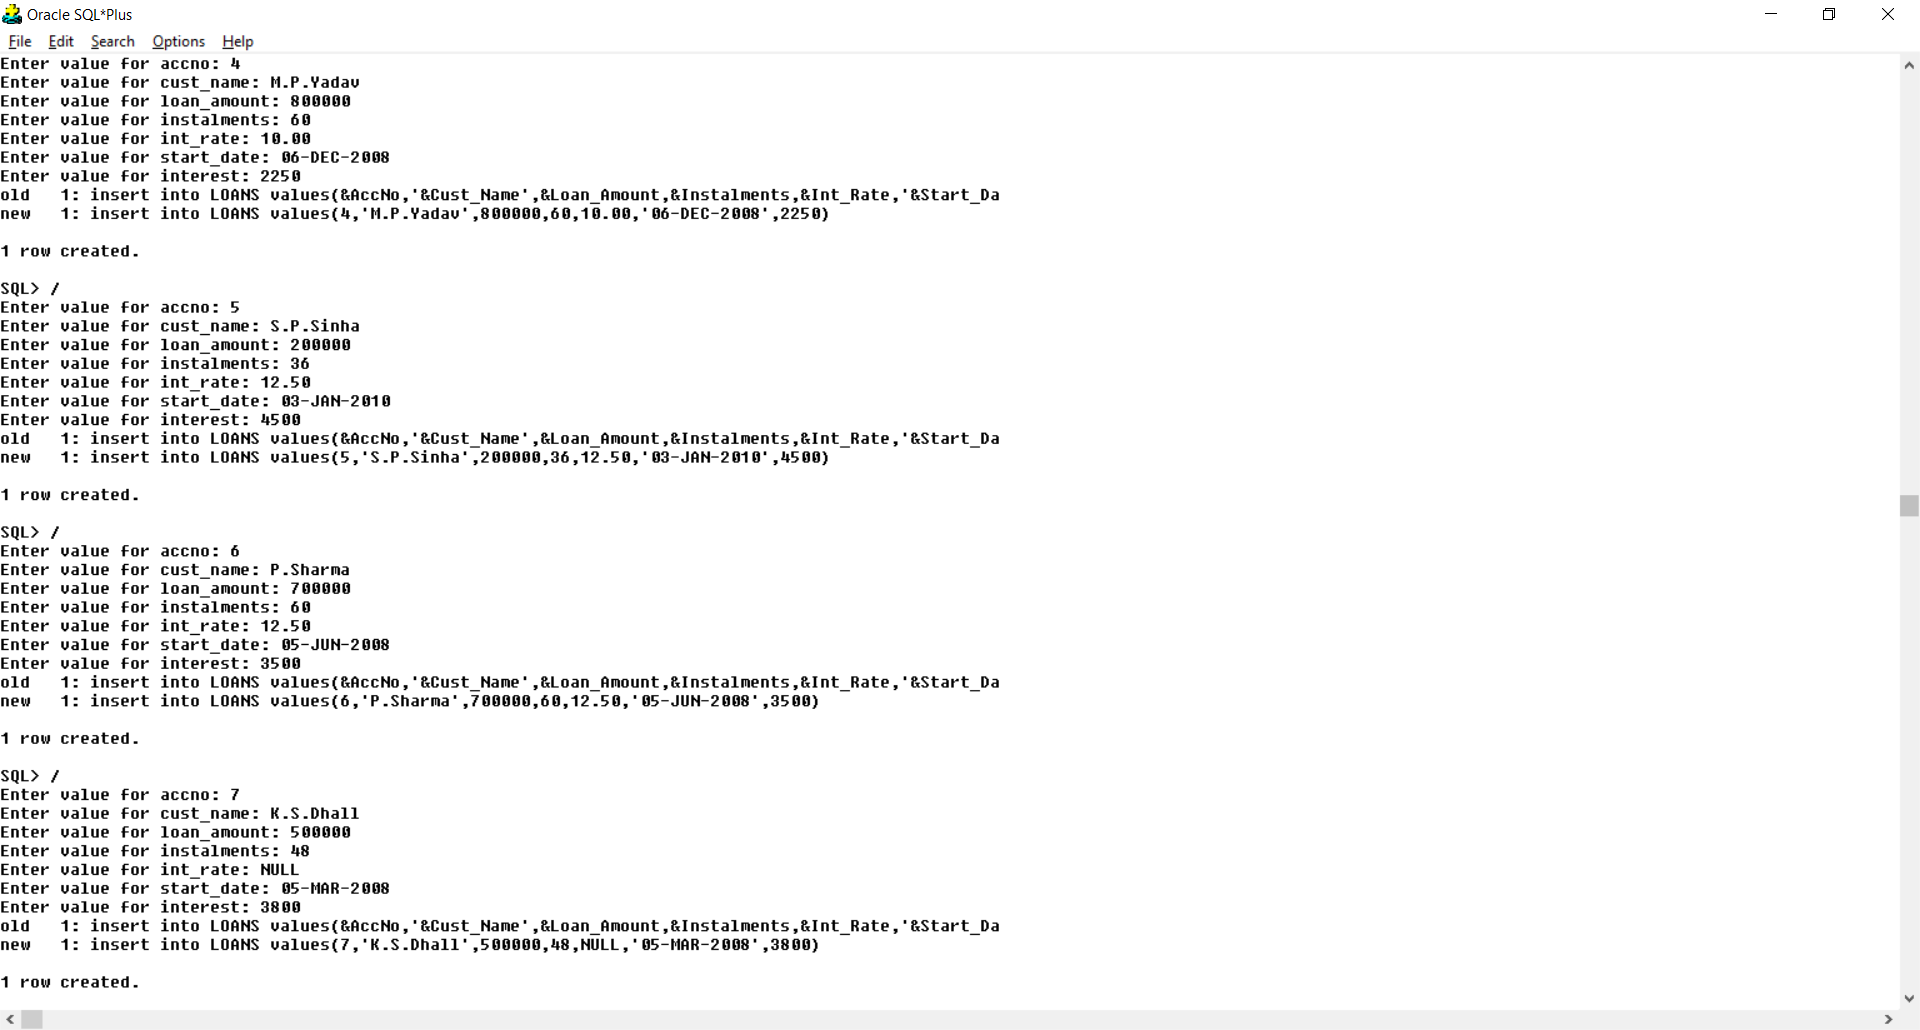 Oracle SQL*Plus
File Edit Search Options Help
Enter value for accno: 4
Enter value for cust_name: M.P.Yadav
Enter value for loan_amount: 800000
Enter value for instalments: 60
Enter value for int_rate: 10.00
Enter value for start_date: 06-DEC-2008
Enter value for interest: 2250
old   1: insert into LOANS values(&AccNo,'&Cust_Name',&Loan_Amount,&Instalments,&Int_Rate,'&Start_Da
new   1: insert into LOANS values(4,'M.P.Yadav',800000,60,10.00,'06-DEC-2008',2250)
1 row created.
SQL> /
Enter value for accno: 5
Enter value for cust_name: S.P.Sinha
Enter value for loan_amount: 200000
Enter value for instalments: 36
Enter value for int_rate: 12.50
Enter value for start_date: 03-JAN-2010
Enter value for interest: 4500
old   1: insert into LOANS values(&AccNo,'&Cust_Name',&Loan_Amount,&Instalments,&Int_Rate,'&Start_Da
new   1: insert into LOANS values(5,'S.P.Sinha',200000,36,12.50,'03-JAN-2010',4500)
1 row created.
SQL> /
Enter value for accno: 6
Enter value for cust_name: P.Sharma
Enter value for loan_amount: 700000
Enter value for instalments: 60
Enter value for int_rate: 12.50
Enter value for start_date: 05-JUN-2008
Enter value for interest: 3500
old   1: insert into LOANS values(&AccNo,'&Cust_Name',&Loan_Amount,&Instalments,&Int_Rate,'&Start_Da
new   1: insert into LOANS values(6,'P.Sharma',700000,60,12.50,'05-JUN-2008',3500)
1 row created.
SQL> /
Enter value for accno: 7
Enter value for cust_name: K.S.Dhall
Enter value for loan_amount: 500000
Enter value for instalments: 48
Enter value for int_rate: NULL
Enter value for start_date: 05-MAR-2008
Enter value for interest: 3800
old   1: insert into LOANS values(&AccNo,'&Cust_Name',&Loan_Amount,&Instalments,&Int_Rate,'&Start_Da
new   1: insert into LOANS values(7,'K.S.Dhall',500000,48,NULL,'05-MAR-2008',3800)
1 row created.